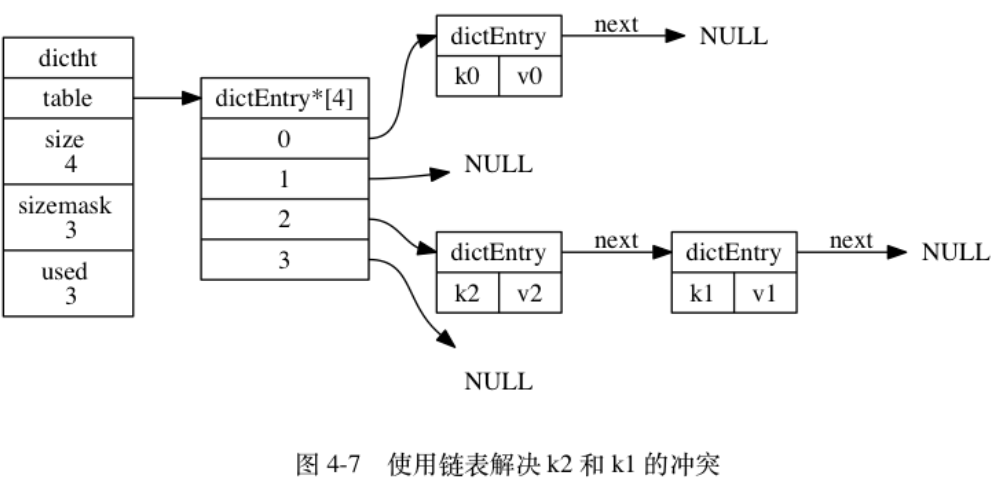 dictht
table
size
4
sizemask
3
used
3
dictEntry*[4]
0
1
2
3
dictEntry
k0 v0
next
NULL
NULL
dictEntry
k2 v2
next
dictEntry
k1 v1
next
NULL
NULL
图 4-7 使用链表解决 k2 和 k1 的冲突